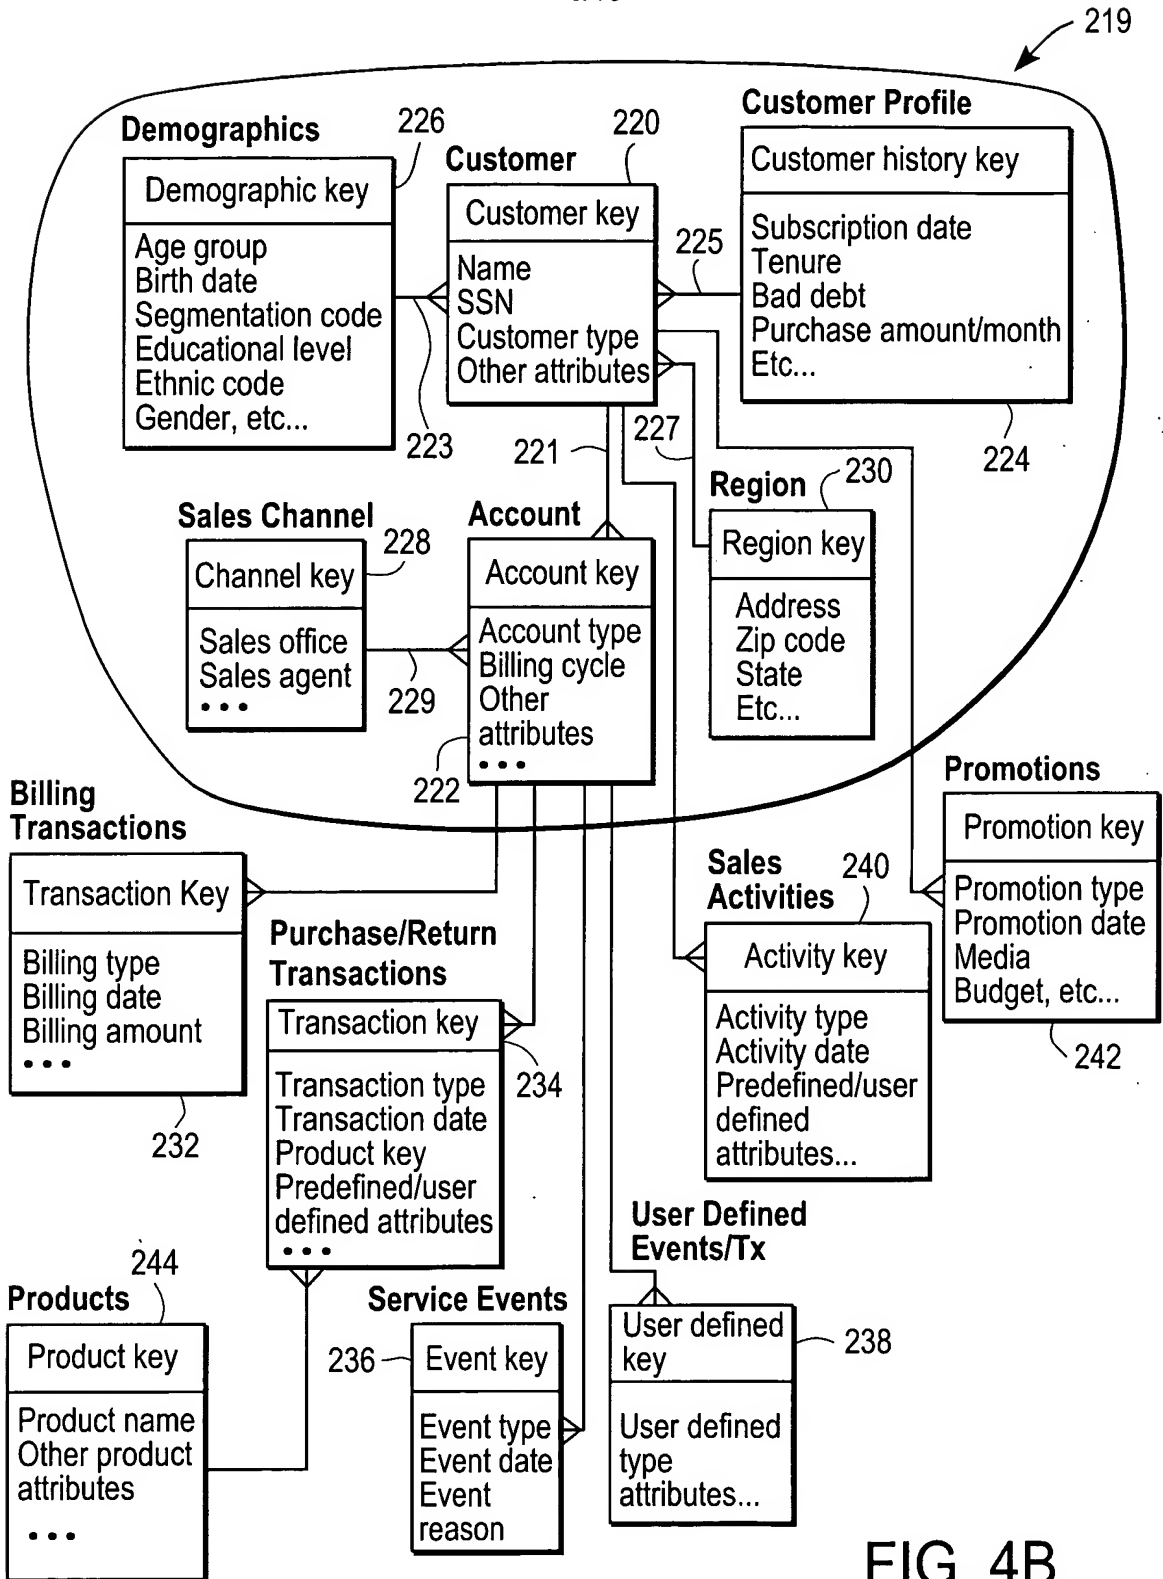 219
Demographics
226
Demographic key
Age group
Birth date
Segmentation code
Educational level
Ethnic code
Gender, etc...
223
Customer
220
Customer key
Name
SSN
Customer type
Other attributes
225
Customer Profile
Customer history key
Subscription date
Tenure
Bad debt
Purchase amount/month
Etc...
224
221
227
Sales Channel
228
Channel key
Sales office
Sales agent
• • •
229
Account
Account key
Account type
Billing cycle
Other
attributes
• • •
222
Region
230
Region key
Address
Zip code
State
Etc...
Billing
Transactions
Transaction Key
Billing type
Billing date
Billing amount
• • •
232
Purchase/Return
Transactions
Transaction key
234
Transaction type
Transaction date
Product key
Predefined/user
defined attributes
• • •
Sales
Activities
240
Activity key
Activity type
Activity date
Predefined/user
defined
attributes...
Promotions
Promotion key
Promotion type
Promotion date
Media
Budget, etc...
242
Products
244
Product key
Product name
Other product
attributes
• • •
Service Events
236
Event key
Event type
Event date
Event
reason
User Defined
Events/Tx
User defined
key
238
User defined
type
attributes...
FIG. 4B